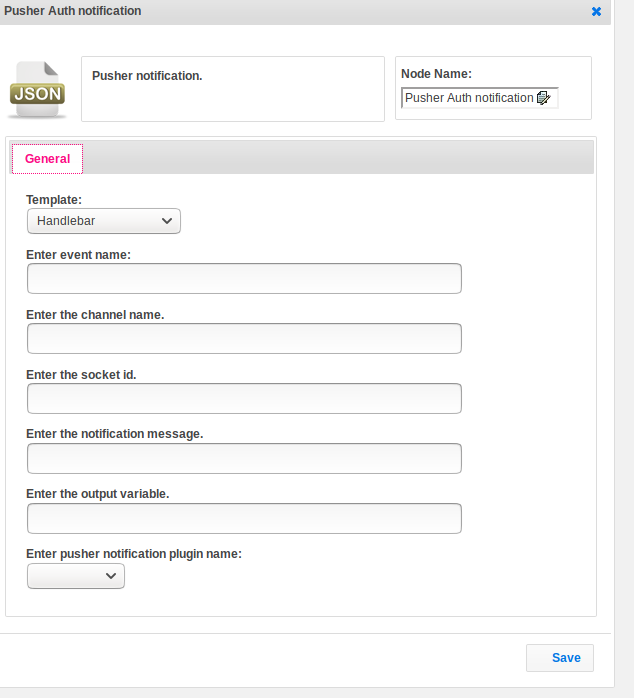 Pusher Auth notification
JSON
Pusher notification.
Node Name:
Pusher Auth notification
General
Template:
Handlebar
Enter event name:
Enter the channel name.
Enter the socket id.
Enter the notification message.
Enter the output variable.
Enter pusher notification plugin name:
Save